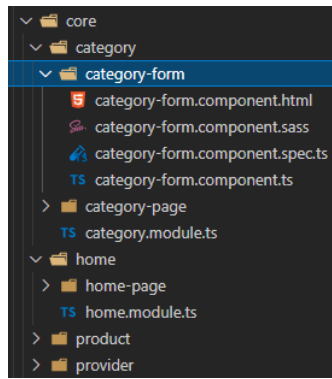 core
category
category-form
category-form.component.html
category-form.component.sass
category-form.component.spec.ts
TS category-form.component.ts
category-page
TS category.module.ts
home
home-page
TS home.module.ts
product
provider